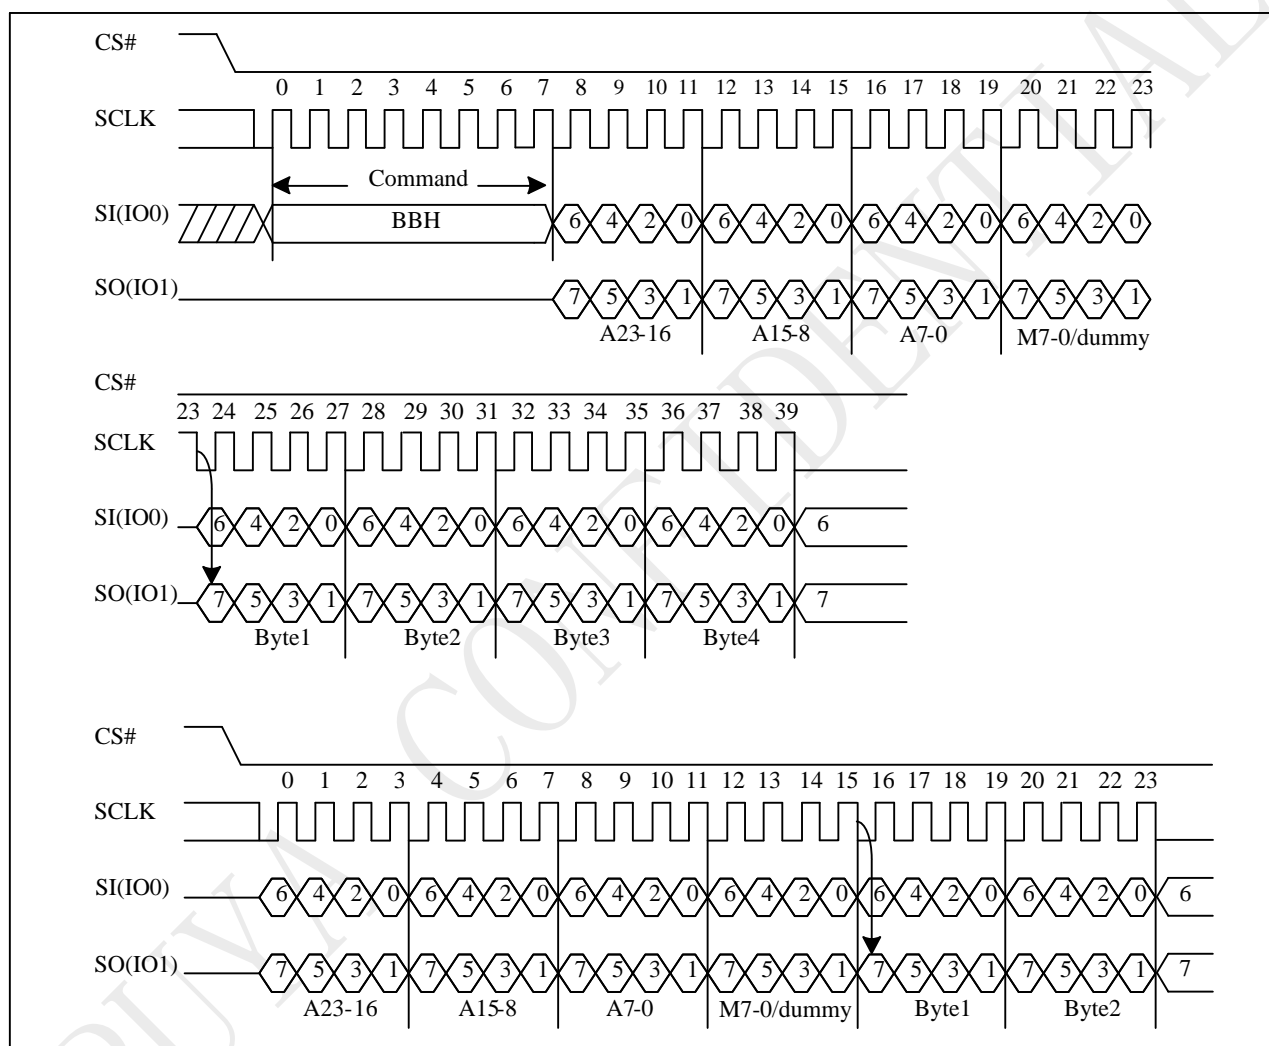 CS#
0 1 2 3 4 5 6 7 8 9 10 11 12 13 14 15 16 17 18 19 20 21 22 23
SCLK
Command
SI(IO0) BBH 6 4 2 0 6 4 2 0 6 4 2 0 6 4 2 0
SO(IO1) 7 5 3 1 7 5 3 1 7 5 3 1 7 5 3 1
A23-16 A15-8 A7-0 M7-0/dummy
CS#
23 24 25 26 27 28 29 30 31 32 33 34 35 36 37 38 39
SCLK
SI(IO0) 6 4 2 0 6 4 2 0 6 4 2 0 6 4 2 0 6
SO(IO1) 7 5 3 1 7 5 3 1 7 5 3 1 7 5 3 1 7
Byte1 Byte2 Byte3 Byte4
CS#
0 1 2 3 4 5 6 7 8 9 10 11 12 13 14 15 16 17 18 19 20 21 22 23
SCLK
SI(IO0) 6 4 2 0 6 4 2 0 6 4 2 0 6 4 2 0 6 4 2 0 6 4 2 0 6
SO(IO1) 7 5 3 1 7 5 3 1 7 5 3 1 7 5 3 1 7 5 3 1 7 5 3 1 7
A23-16 A15-8 A7-0 M7-0/dummy Byte1 Byte2
PUYA CONFIDENTIAL